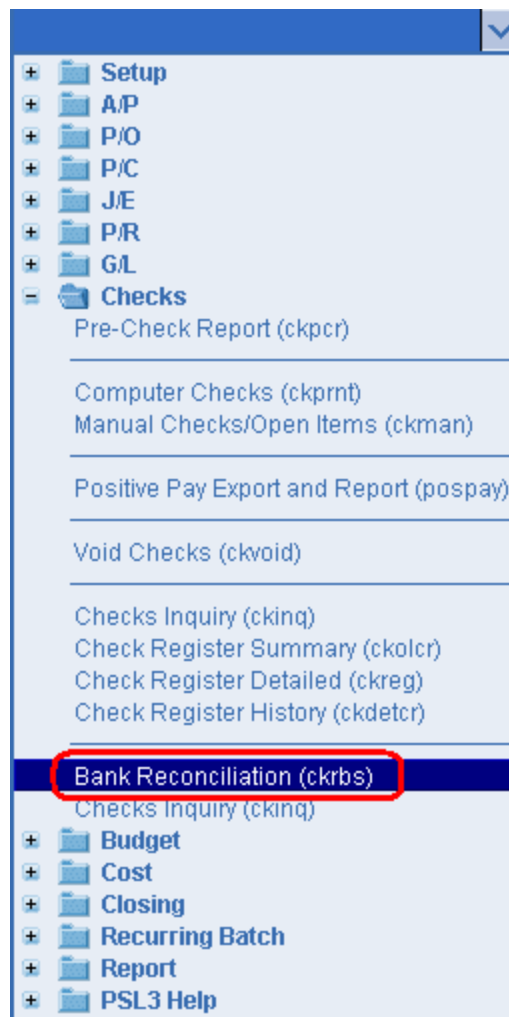 Setup
A/P
P/O
P/C
J/E
P/R
G/L
Checks
Pre-Check Report (ckpcr)
Computer Checks (ckprnt)
Manual Checks/Open Items (ckman)
Positive Pay Export and Report (pospay)
Void Checks (ckvoid)
Checks Inquiry (ckinq)
Check Register Summary (ckolcr)
Check Register Detailed (ckreg)
Check Register History (ckdetcr)
Bank Reconciliation (ckrbs)
Checks Inquiry (ckinq)
Budget
Cost
Closing
Recurring Batch
Report
PSL3 Help